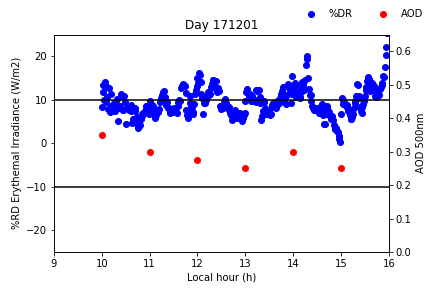 %DR AOD
Day 171201
%RD Erythermal Irradiance (W/m2)
20
10
0
−10
−20
0.6
0.5
0.4
0.3
0.2
0.1
0.0
AOD 500nm
9 10 11 12 13 14 15 16
Local hour (h)